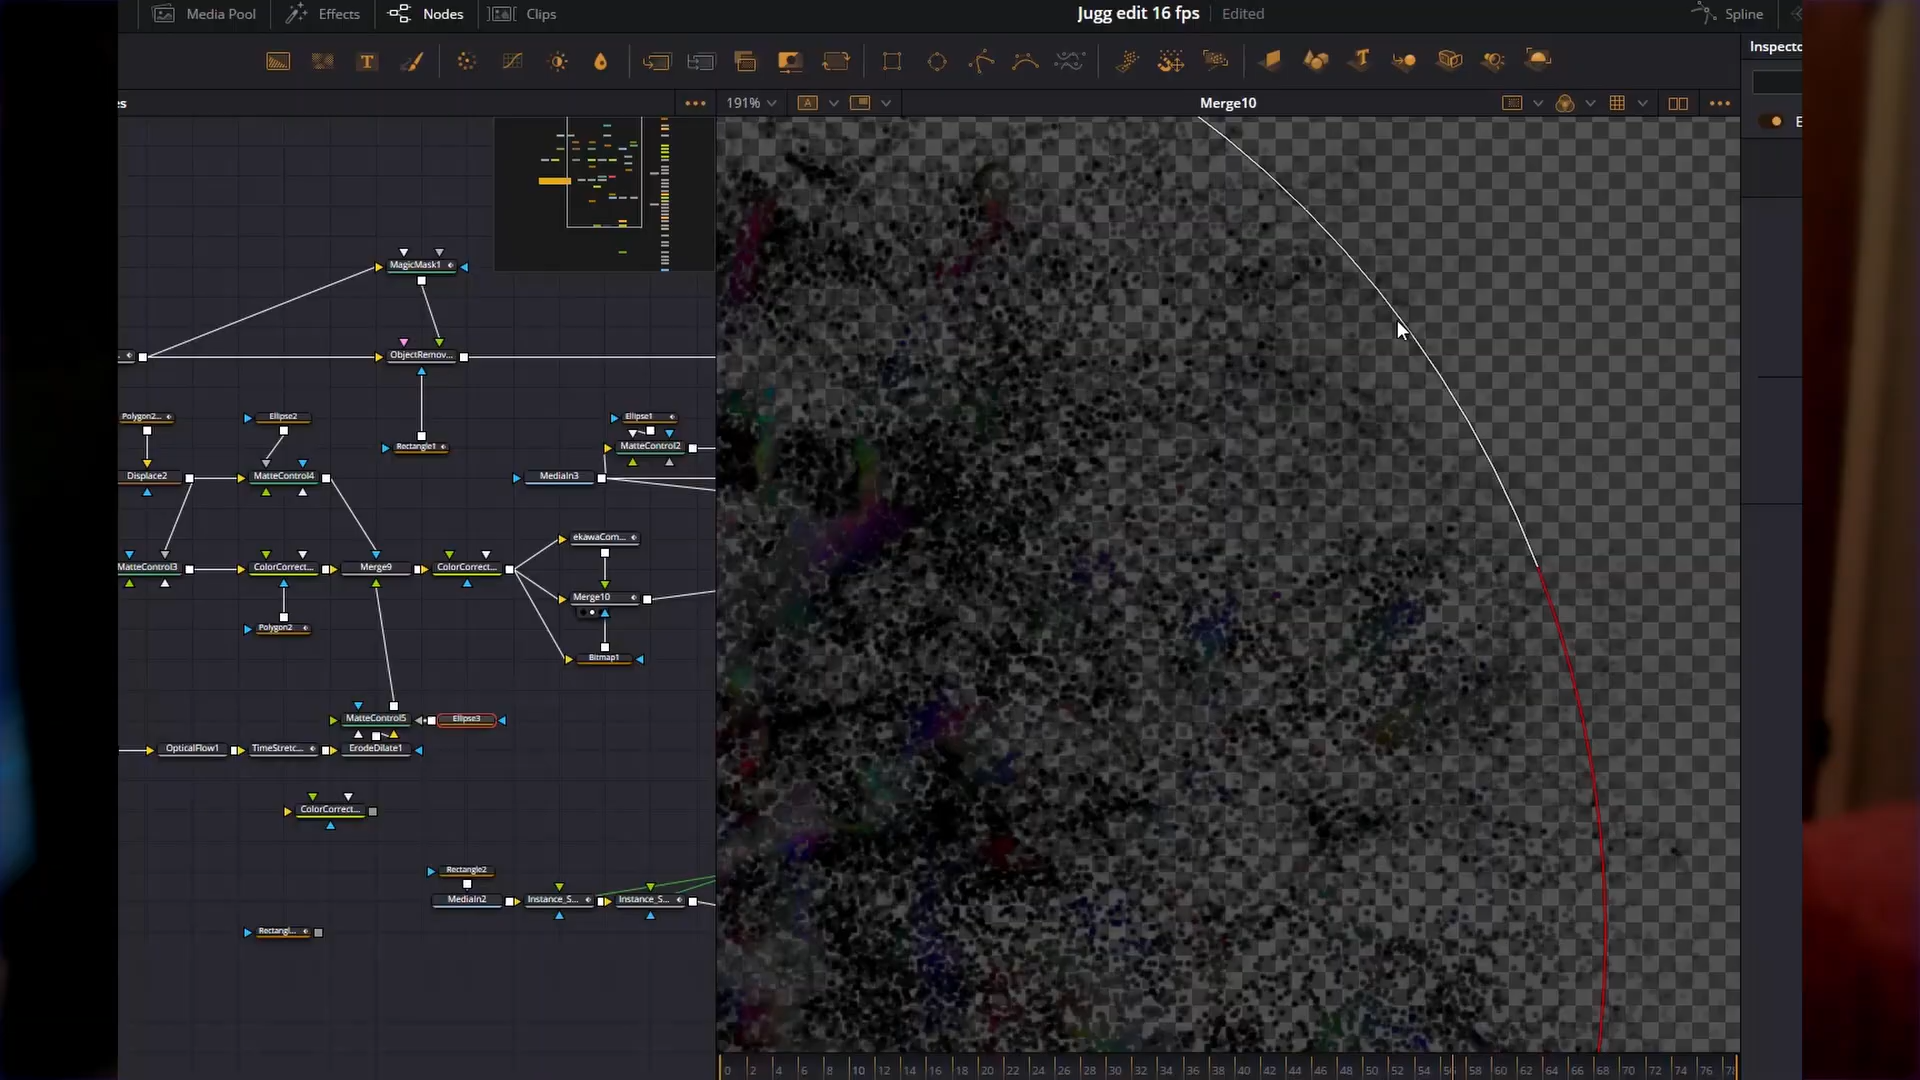 Media Pool
Effects
Nodes
Clips
Jugg edit 16 fps
Edited
Spline
Inspecto
T
es
191%
A
Merge10
E
MagicMask1
ObjectRemov...
Polygon2...
Ellipse2
Rectangle1
Ellipse1
MatteControl2
Displace2
MatteControl4
MediaIn3
ekawaCom...
MatteControl3
ColorCorrect...
Merge9
ColorCorrect...
Merge10
Polygon2
Bitmap1
MatteControl5
Ellipse3
OpticalFlow1
TimeStretc...
ErodeDilate1
ColorCorrect...
Rectangle2
MediaIn2
Instance_S...
Instance_S...
Rectangl...
0 2 4 6 8 10 12 14 16 18 20 22 24 26 28 30 32 34 36 38 40 42 44 46 48 50 52 54 56 58 60 62 64 66 68 70 72 74 76 78